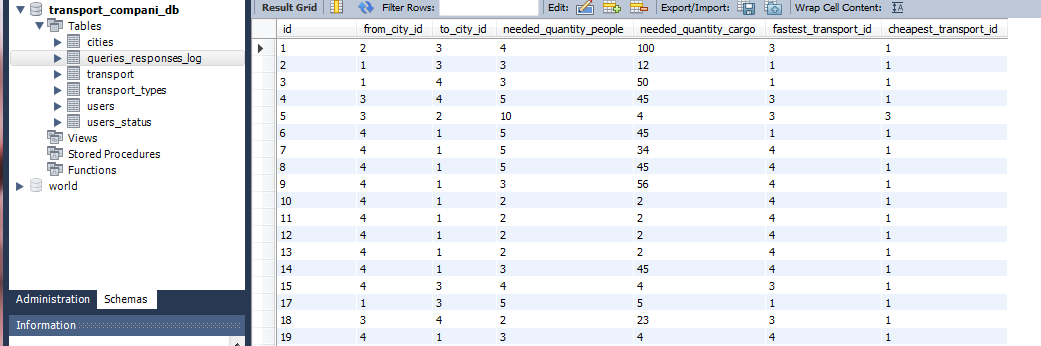 transport_compani_db
Tables
cities
queries_responses_log
transport
transport_types
users
users_status
Views
Stored Procedures
Functions
world
Administration Schemas
Information
Result Grid Filter Rows: Edit: Export/Import: Wrap Cell Content:
id from_city_id to_city_id needed_quantity_people needed_quantity_cargo fastest_transport_id cheapest_transport_id
1 2 3 4 100 3 1
2 1 3 3 12 1 1
3 1 4 3 50 1 1
4 3 4 5 45 3 1
5 3 2 10 4 3 3
6 4 1 5 45 1 1
7 4 1 5 34 4 1
8 4 1 5 45 4 1
9 4 1 3 56 4 1
10 4 1 2 2 4 1
11 4 1 2 2 4 1
12 4 1 2 2 4 1
13 4 1 2 2 4 1
14 4 1 3 45 4 1
15 4 3 4 4 3 1
17 1 3 5 5 1 1
18 3 4 2 23 3 1
19 4 1 3 4 4 1